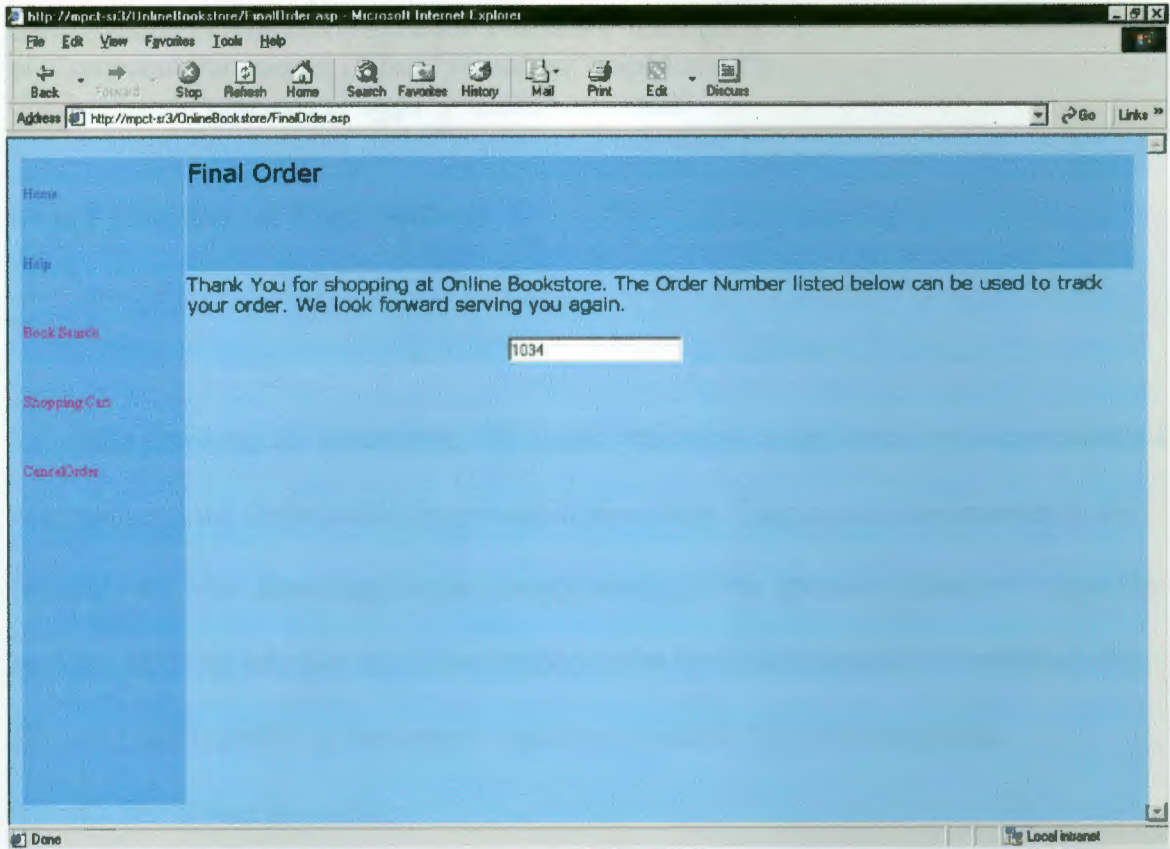 http://mpct-sr3/OnlineBookstore/FinalOrder.asp - Microsoft Internet Explorer
File Edit View Favorites Tools Help
Back Forward Stop Refresh Home Search Favorites History Mail Print Edit Discuss
Address http://mpct-sr3/OnlineBookstore/FinalOrder.asp Go Links »
Final Order
Home
Help
Book Search
Shopping Cart
CancelOrder
Thank You for shopping at Online Bookstore. The Order Number listed below can be used to track
your order. We look forward serving you again.
1034
Done
Local intranet